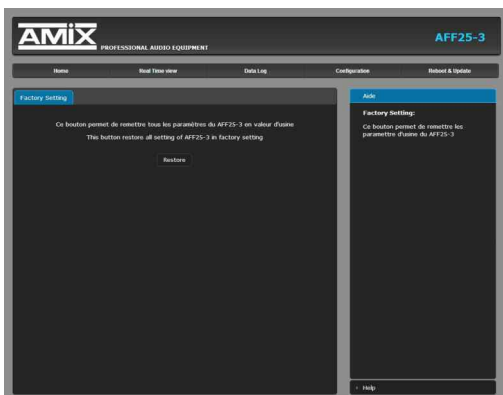 AMiX
PROFESSIONAL AUDIO EQUIPMENT
AFF25-3
Home Real Time view Data Log Configuration Reboot & Update
Factory Setting
Ce bouton permet de remettre tous les paramètres du AFF25-3 en valeur d'usine
This button restore all setting of AFF25-3 in factory setting
Restore
Aide
Factory Setting:
Ce bouton permet de remettre les
parametre d'usine du AFF25-3
Help